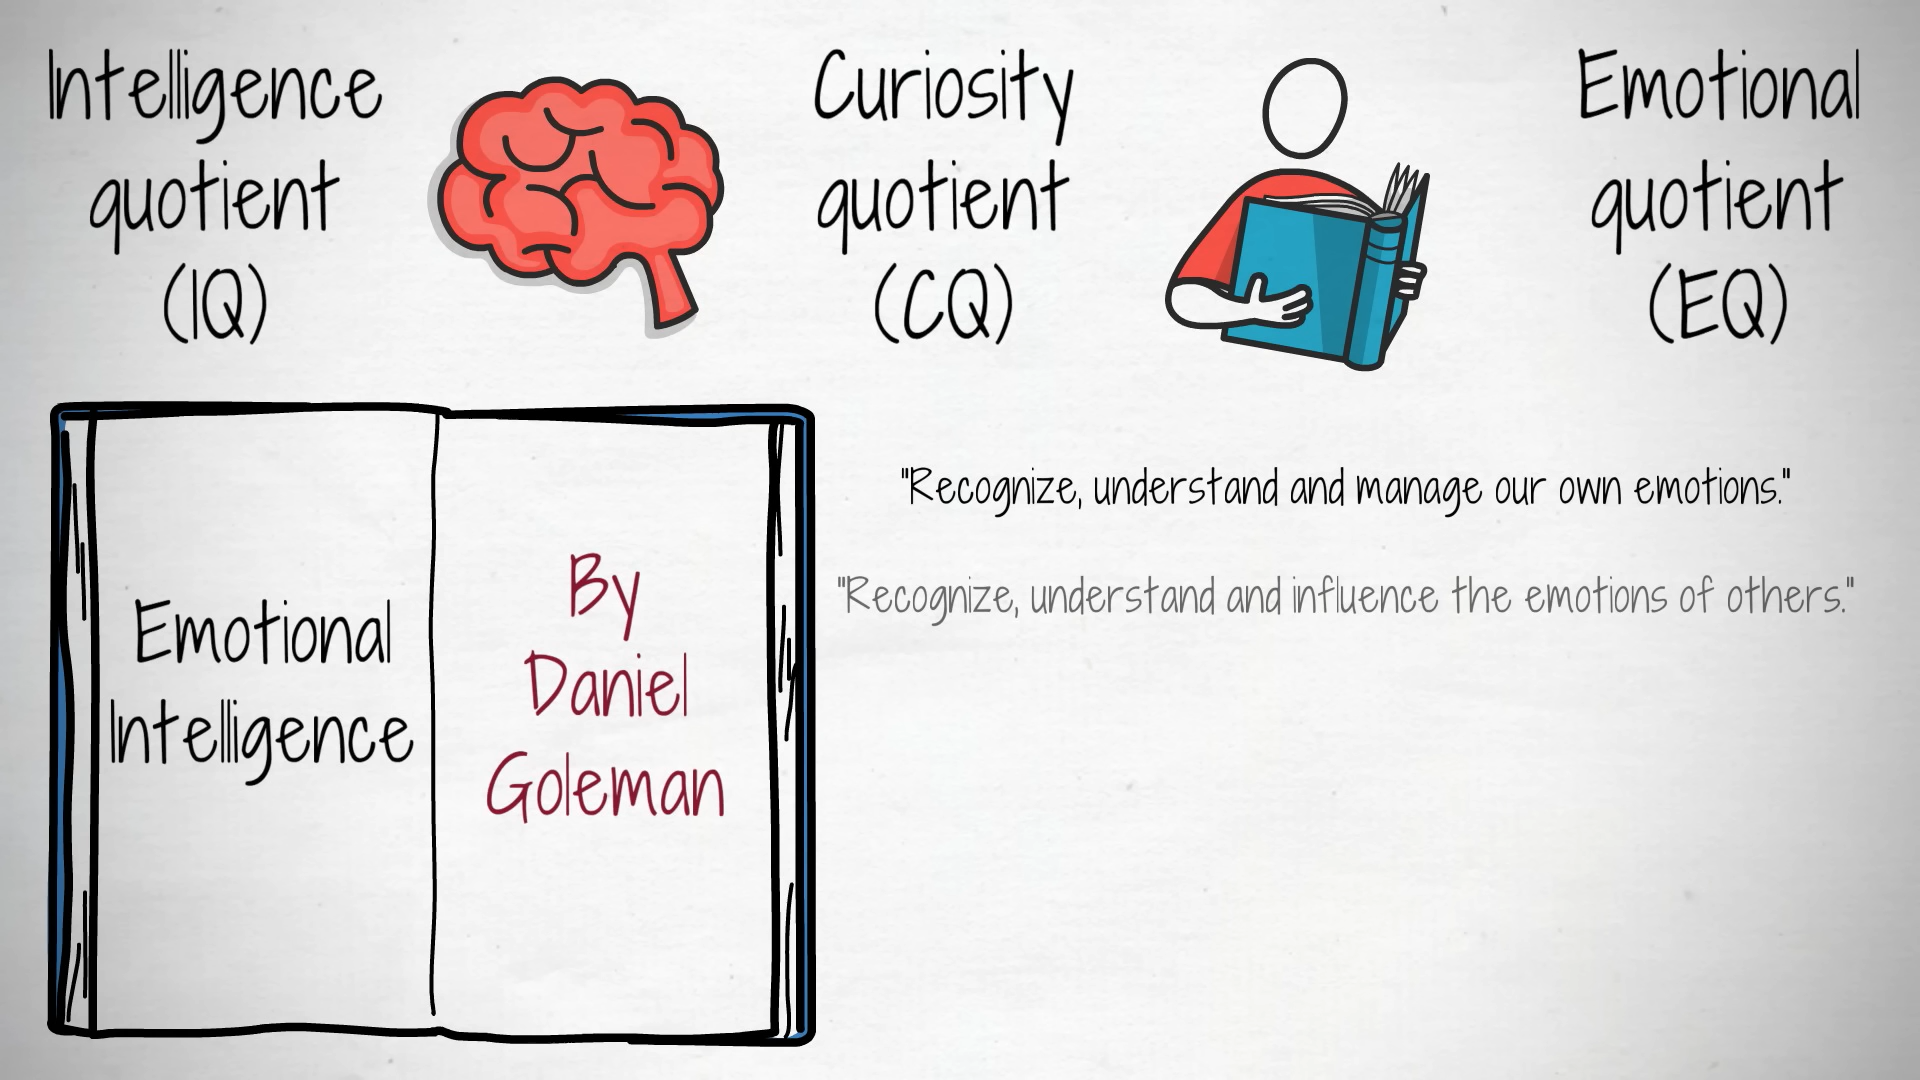 Intelligence
quotient
(IQ)
Curiosity
quotient
(CQ)
Emotional
quotient
(EQ)
Emotional
Intelligence
By
Daniel
Goleman
"Recognize, understand and manage our own emotions."
"Recognize, understand and influence the emotions of others."